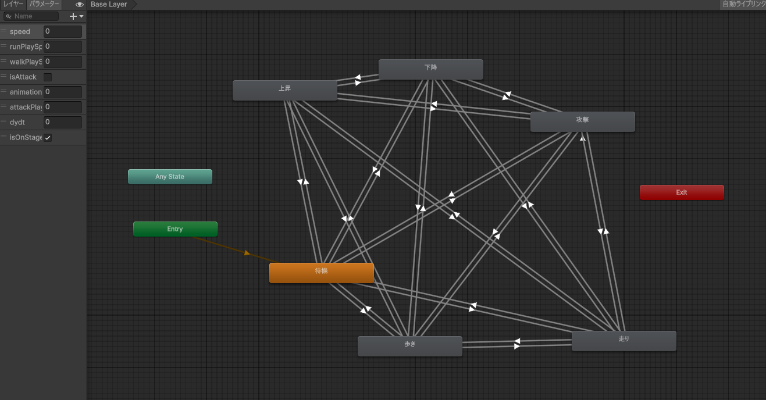 レイヤー パラメーター
Base Layer
自動ライブリンク
Name
speed 0
runPlaySp 0
walkPlayS 0
isAttack
animation 0
attackPlay 0
dydt 0
isOnStage
下降
上昇
攻撃
Any State
Exit
Entry
待機
歩き
走り